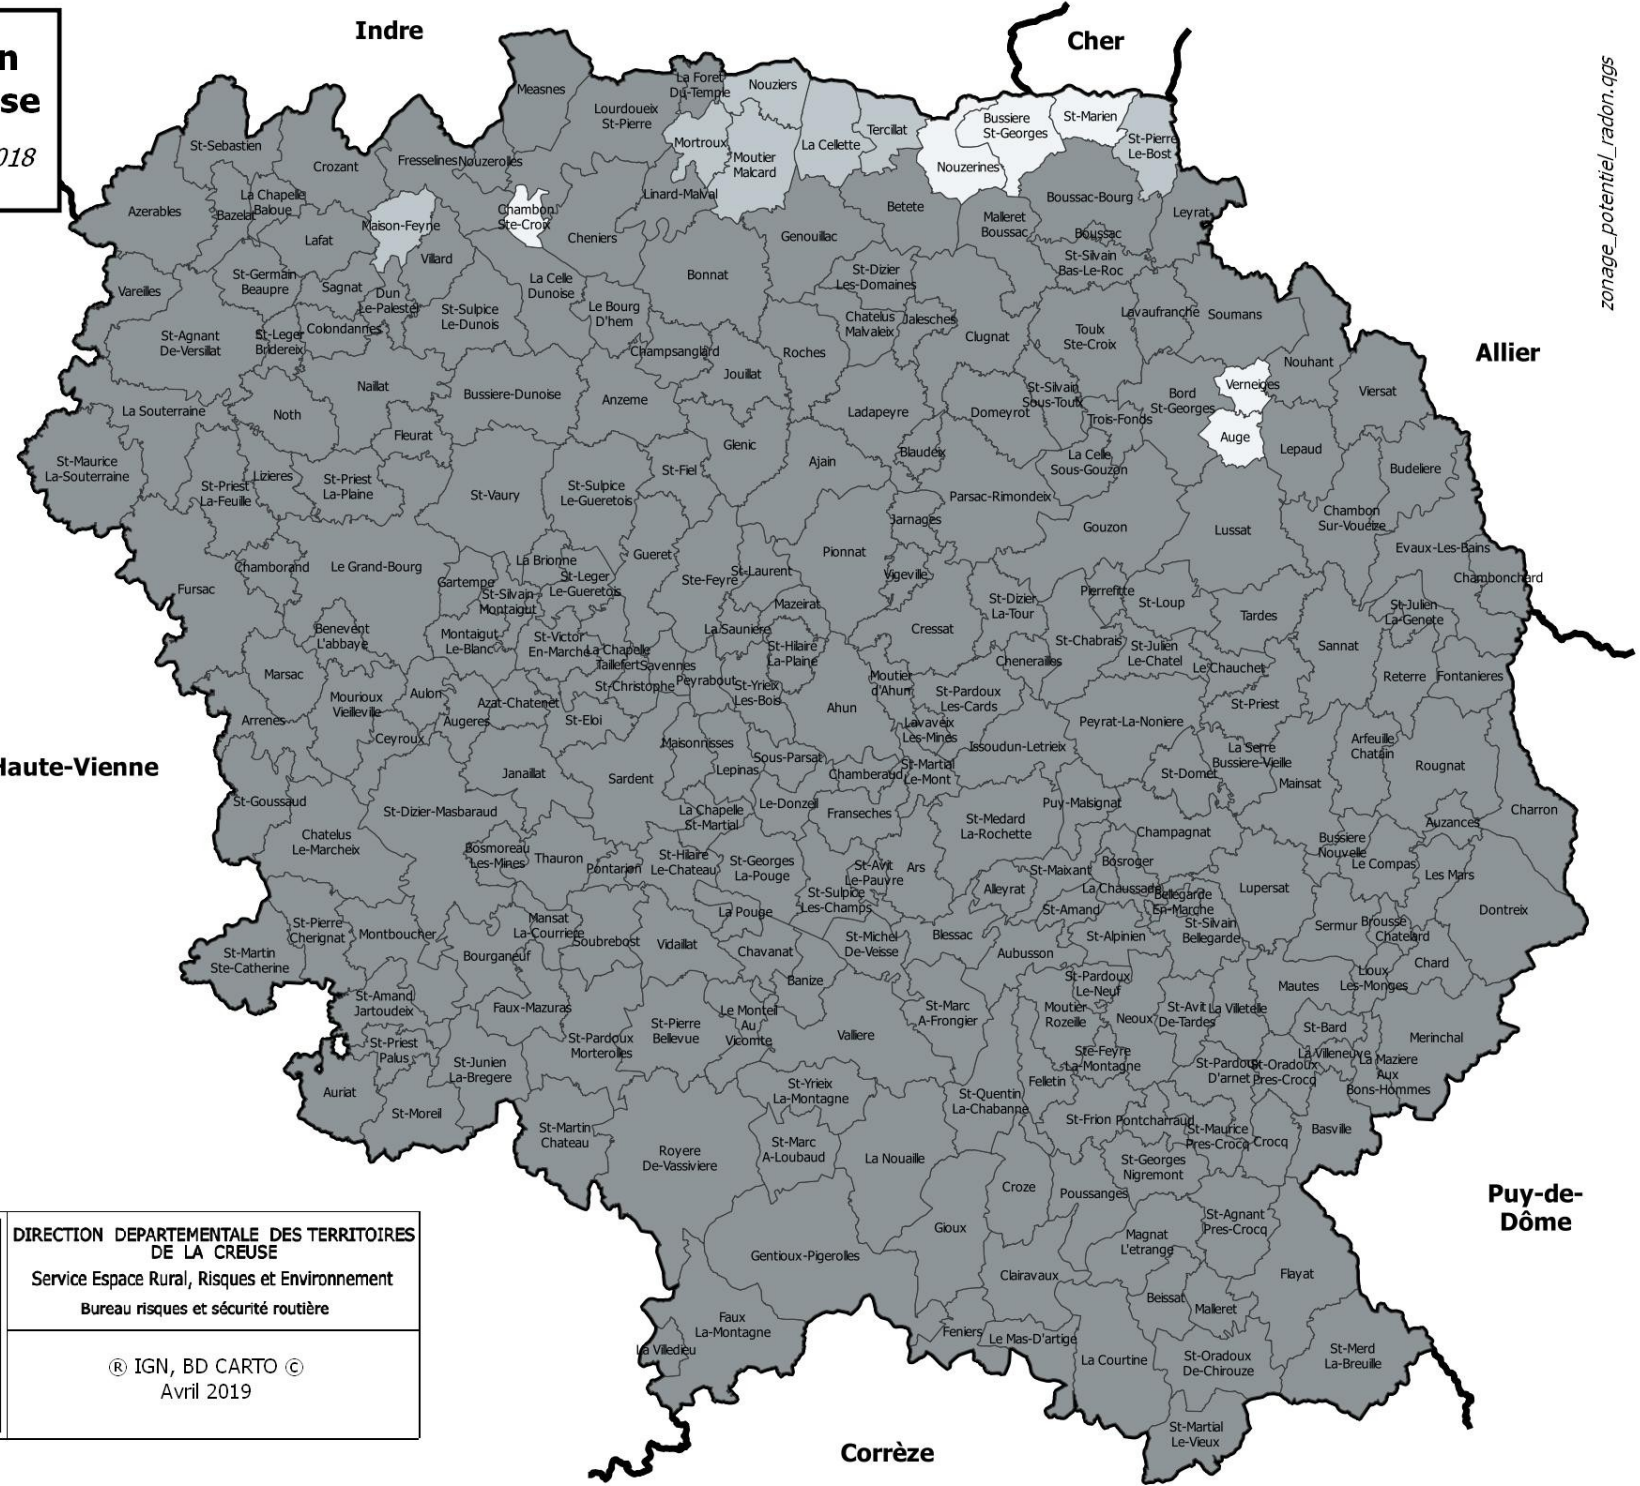 n
se
018
Indre
Cher
zonage_potentiel_radon.qgs
Allier
Haute-Vienne
Puy-de-
Dôme
Corrèze
Measnes
La Foret
Du-Temple
Nouziers
Lourdoueix
St-Pierre
Mortroux
Moutier
Malcard
La Cellette
Tercillat
Bussiere
St-Georges
St-Marien
St-Pierre
Le-Bost
Nouzerines
St-Sebastien
Crozant
Fresselines
Nouzerolles
Linard-Malval
Boussac-Bourg
Leyrat
Azerables
La Chapelle
Baloue
Bazelat
Lafat
Maison-Feyne
Chambon
Ste-Croix
Cheniers
Betete
Malleret
Boussac
Boussac
Genouillac
Villard
Vareilles
St-Germain
Beaupre
Sagnat
Dun
Le-Palestel
St-Sulpice
Le-Dunois
La Celle
Dunoise
Le Bourg
D'hem
Bonnat
St-Dizier
Les-Domaines
St-Silvain
Bas-Le-Roc
Chatelus
Malvaleix
Jalesches
Clugnat
Toulx
Ste-Croix
Lavaufranche
Soumans
St-Agnant
De-Versillat
St-Leger
Bridereix
Colondannes
Champsanglard
Roches
Jouillat
Nouhant
Verneiges
Viersat
Naillat
Bussiere-Dunoise
Anzeme
Ladapeyre
Domeyrot
St-Silvain
Sous-Toulx
Trois-Fonds
Bord
St-Georges
La Souterraine
Noth
Fleurat
Glenic
Auge
Lepaud
St-Maurice
La-Souterraine
St-Priest
La-Feuille
Lizieres
St-Priest
La-Plaine
St-Vaury
St-Sulpice
Le-Gueretois
St-Fiel
Ajain
Blaudeix
La Celle
Sous-Gouzon
Budeliere
Parsac-Rimondeix
Jarnages
Gouzon
Lussat
Chambon
Sur-Voueize
Evaux-Les-Bains
Chambonchard
Fursac
Chamborand
Le Grand-Bourg
Gartempe
La Brionne
St-Leger
Le-Gueretois
St-Silvain
Montaigut
Gueret
Ste-Feyre
St-Laurent
Pionnat
Vigeville
St-Dizier
La-Tour
Pierrefitte
St-Loup
Tardes
St-Julien
La-Genete
Mazeirat
Benevent
L'abbaye
Montaigut
Le-Blanc
St-Victor
En-Marche
La Chapelle
Taillefert
Savennes
La Sauniere
St-Hilaire
La-Plaine
Cressat
St-Chabrais
St-Julien
Le-Chatel
Sannat
Chenerailles
Le Chauchet
Reterre
Fontanieres
Marsac
Mourioux
Vieilleville
Aulon
Azat-Chatenet
St-Christophe
Peyrabout
St-Yrieix
Les-Bois
Ahun
Moutier
d'Ahun
St-Pardoux
Les-Cards
St-Priest
Arrenes
Ceyroux
Augeres
St-Eloi
Lavaveix
Les-Mines
Peyrat-La-Noniere
Maisonnisses
Issoudun-Letrieix
La Serre
Bussiere-Vieille
Arfeuille
Chatain
Rougnat
Janaillat
Sardent
Lepinas
Sous-Parsat
Chamberaud
St-Martial
Le-Mont
St-Domet
Mainsat
St-Goussaud
St-Dizier-Masbaraud
La Chapelle
St-Martial
Le-Donzeil
Franseches
Puy-Malsignat
St-Medard
La-Rochette
Champagnat
Charron
Auzances
Chatelus
Le-Marcheix
Bosmoreau
Les-Mines
Thauron
Pontarion
St-Hilaire
Le-Chateau
St-Georges
La-Pouge
St-Avit
Le-Pauvre
Ars
St-Maixant
Bosroger
Bussiere
Nouvelle
Le Compas
Les Mars
St-Sulpice
Les-Champs
Alleyrat
La Chaussade
Bellegarde
En-Marche
Lupersat
La Pouge
St-Amand
Dontreix
St-Pierre
Cherignat
Montboucher
Mansat
La-Courriere
Soubrebost
Vidaillat
Chavanat
St-Michel
De-Veisse
Blessac
Aubusson
St-Alpinien
St-Silvain
Bellegarde
Sermur
Brousse
Chatelard
St-Martin
Ste-Catherine
Bourganeuf
Banize
St-Pardoux
Le-Neuf
Mautes
Lioux
Les-Monges
Chard
St-Amand
Jartoudeix
Faux-Mazuras
Le Monteil
Au
Vicomte
St-Marc
A-Frongier
Moutier
Rozeille
Neoux
St-Avit
De-Tardes
La Villetelle
St-Bard
Merinchal
St-Priest
Palus
St-Junien
La-Bregere
St-Pardoux
Morterolles
St-Pierre
Bellevue
Valliere
Ste-Feyre
La-Montagne
St-Pardoux
D'arnet
St-Oradoux
Pres-Crocq
La Villeneuve
La Maziere
Aux
Bons-Hommes
Auriat
St-Moreil
St-Yrieix
La-Montagne
St-Quentin
La-Chabanne
Felletin
St-Frion
Pontcharraud
St-Maurice
Pres-Crocq
Crocq
Basville
St-Martin
Chateau
Royere
De-Vassiviere
St-Marc
A-Loubaud
La Nouaille
St-Georges
Nigremont
Croze
Poussanges
St-Agnant
Pres-Crocq
Gioux
Magnat
L'etrange
Gentioux-Pigerolles
Clairavaux
Flayat
Beissat
Malleret
Faux
La-Montagne
La Villedieu
Feniers
Le Mas-D'artige
La Courtine
St-Oradoux
De-Chirouze
St-Merd
La-Breuille
St-Martial
Le-Vieux
DIRECTION DEPARTEMENTALE DES TERRITOIRES
DE LA CREUSE
Service Espace Rural, Risques et Environnement
Bureau risques et sécurité routière
® IGN, BD CARTO ©
Avril 2019